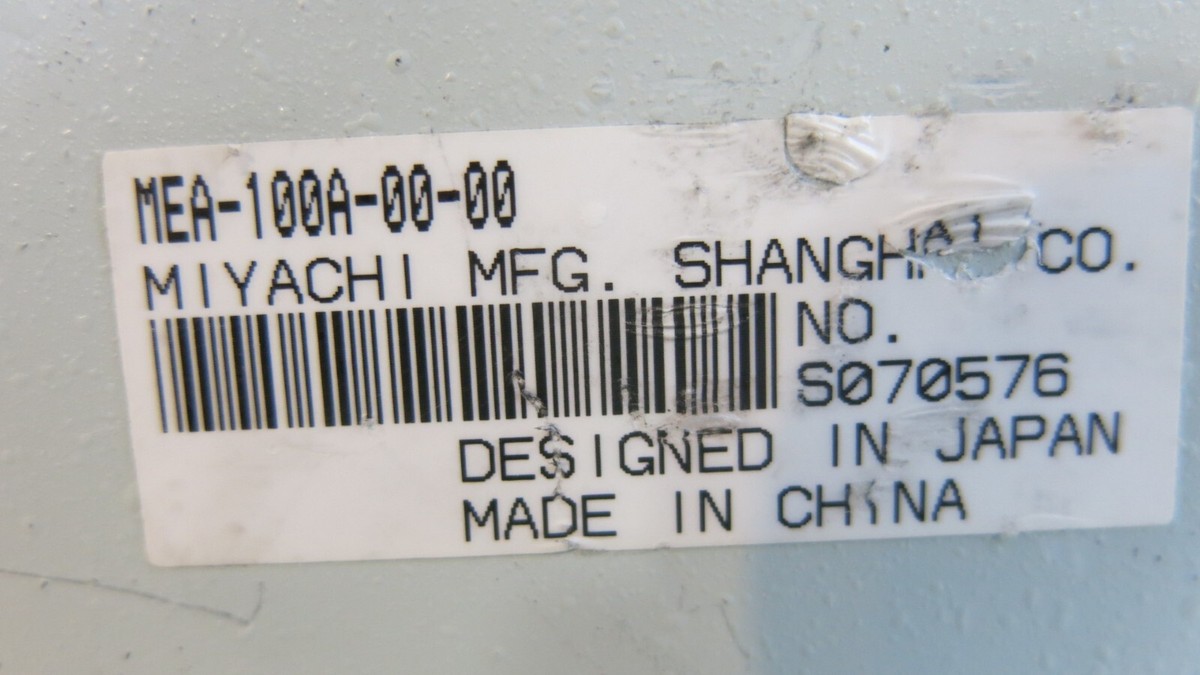 MEA-100A-00-00
MIYACHI MFG. SHANGHAI CO.
NO.
S070576
DESIGNED IN JAPAN
MADE IN CHINA